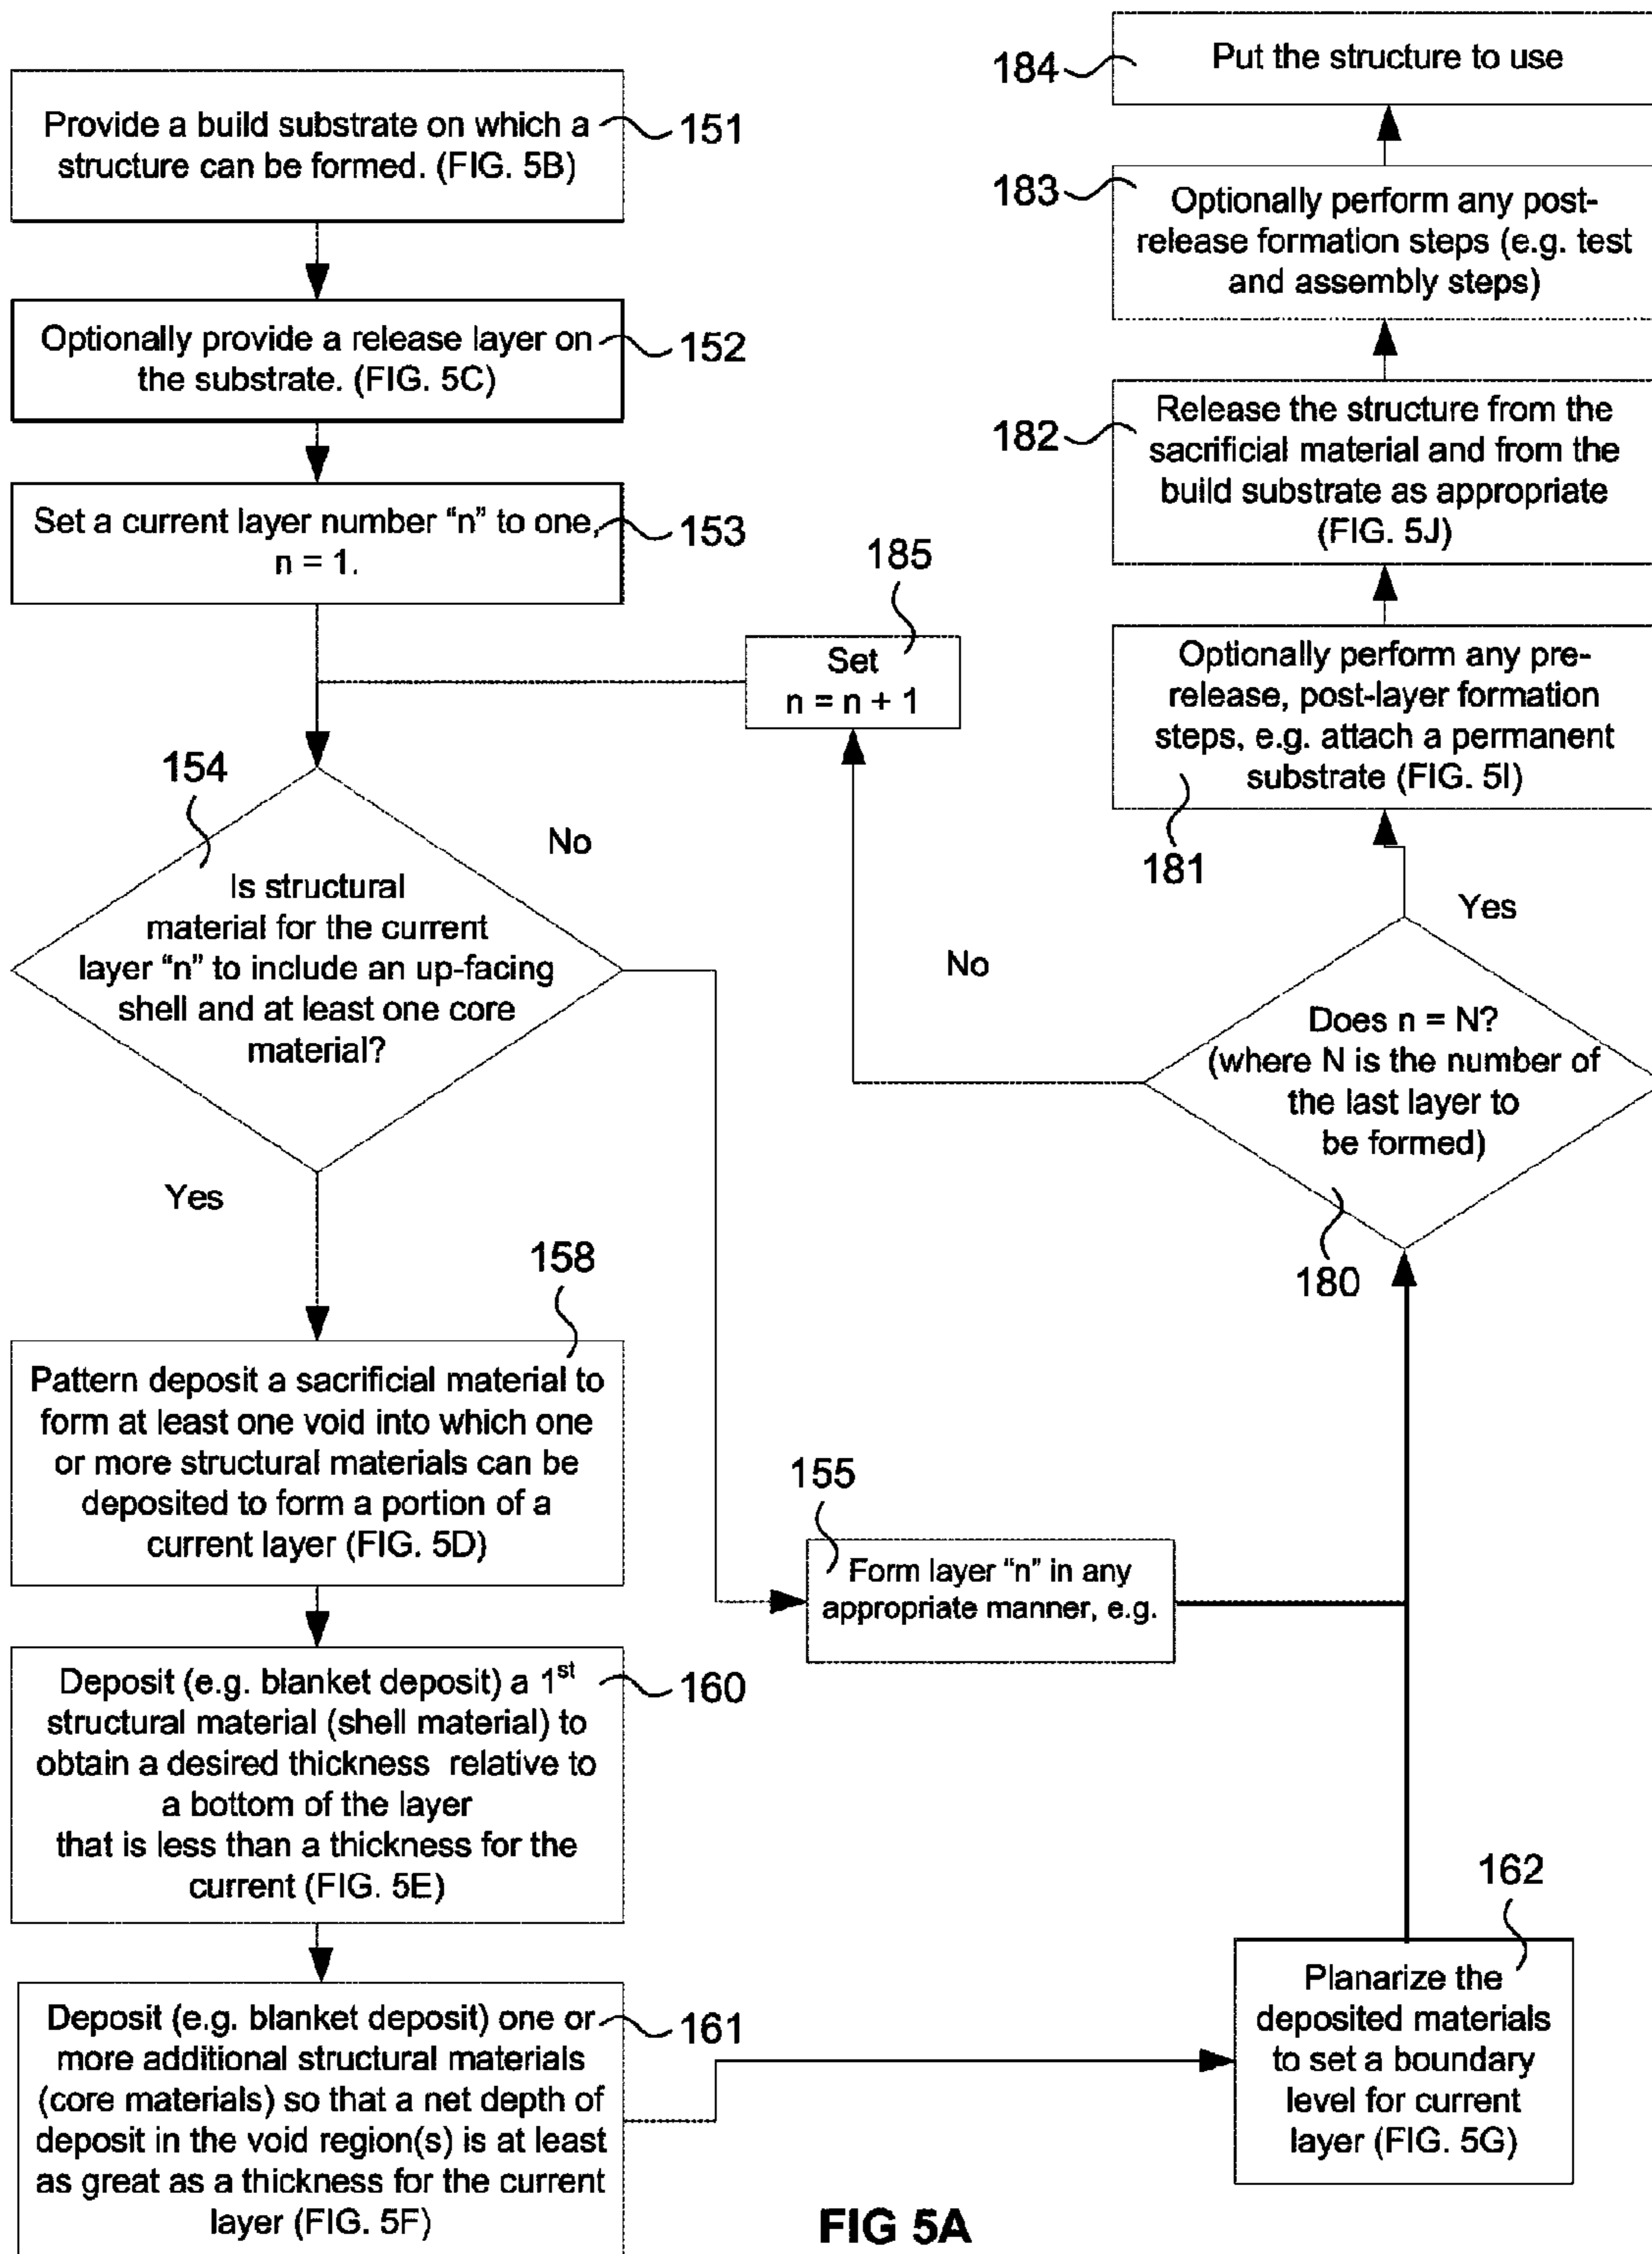 Provide a build substrate on which a
structure can be formed. (FIG. 5B)
151
Optionally provide a release layer on
the substrate. (FIG. 5C)
152
Set a current layer number “n” to one,
n = 1.
153
154
Is structural
material for the current
layer “n” to include an up-facing
shell and at least one core
material?
No
Yes
158
Pattern deposit a sacrificial material to
form at least one void into which one
or more structural materials can be
deposited to form a portion of a
current layer (FIG. 5D)
Deposit (e.g. blanket deposit) a 1st
structural material (shell material) to
obtain a desired thickness relative to
a bottom of the layer
that is less than a thickness for the
current (FIG. 5E)
160
Deposit (e.g. blanket deposit) one or
more additional structural materials
(core materials) so that a net depth of
deposit in the void region(s) is at least
as great as a thickness for the current
layer (FIG. 5F)
161
162
Planarize the
deposited materials
to set a boundary
level for current
layer (FIG. 5G)
155
Form layer “n” in any
appropriate manner, e.g.
Does n = N?
(where N is the number of
the last layer to
be formed)
180
No
Yes
185
Set
n = n + 1
Optionally perform any pre-
release, post-layer formation
steps, e.g. attach a permanent
substrate (FIG. 5I)
181
182
Release the structure from the
sacrificial material and from the
build substrate as appropriate
(FIG. 5J)
183
Optionally perform any post-
release formation steps (e.g. test
and assembly steps)
184
Put the structure to use
FIG 5A